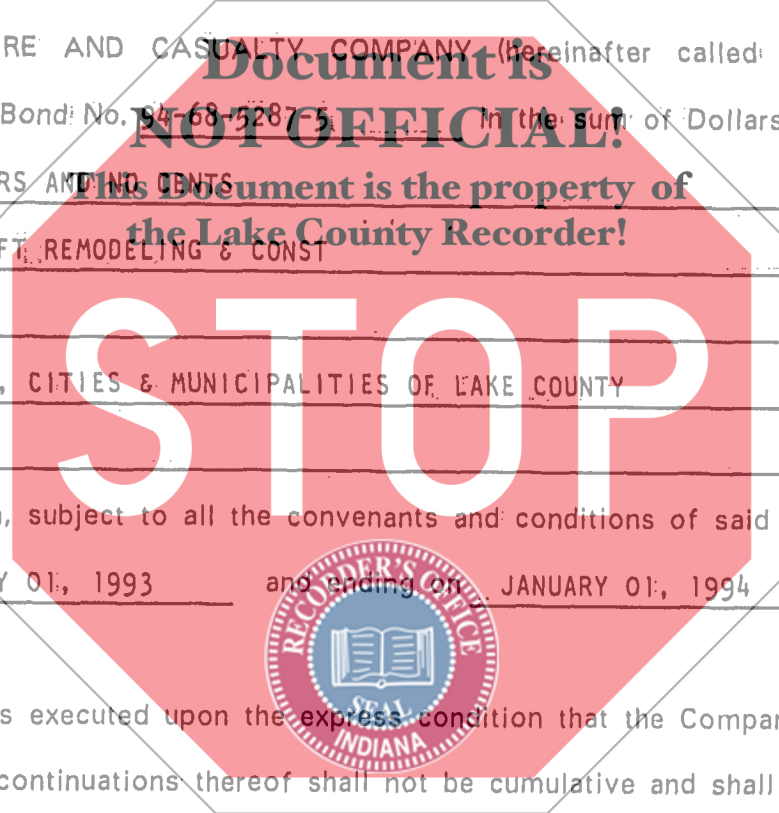 RE AND CASUALTY COMPANY (hereinafter called
Document is
Bond No. 94-68-5287-5 in the sum of Dollars
NOT OFFICIAL!
RS AND NO CENTS
This Document is the property of
the Lake County Recorder!
FT REMODELING & CONST
STOP
, CITIES & MUNICIPALITIES OF LAKE COUNTY
, subject to all the convenants and conditions of said
Y 01, 1993 and ending on JANUARY 01, 1994
RECORDER'S OFFICE
SEAL
INDIANA
s executed upon the express condition that the Compan
continuations thereof shall not be cumulative and shall